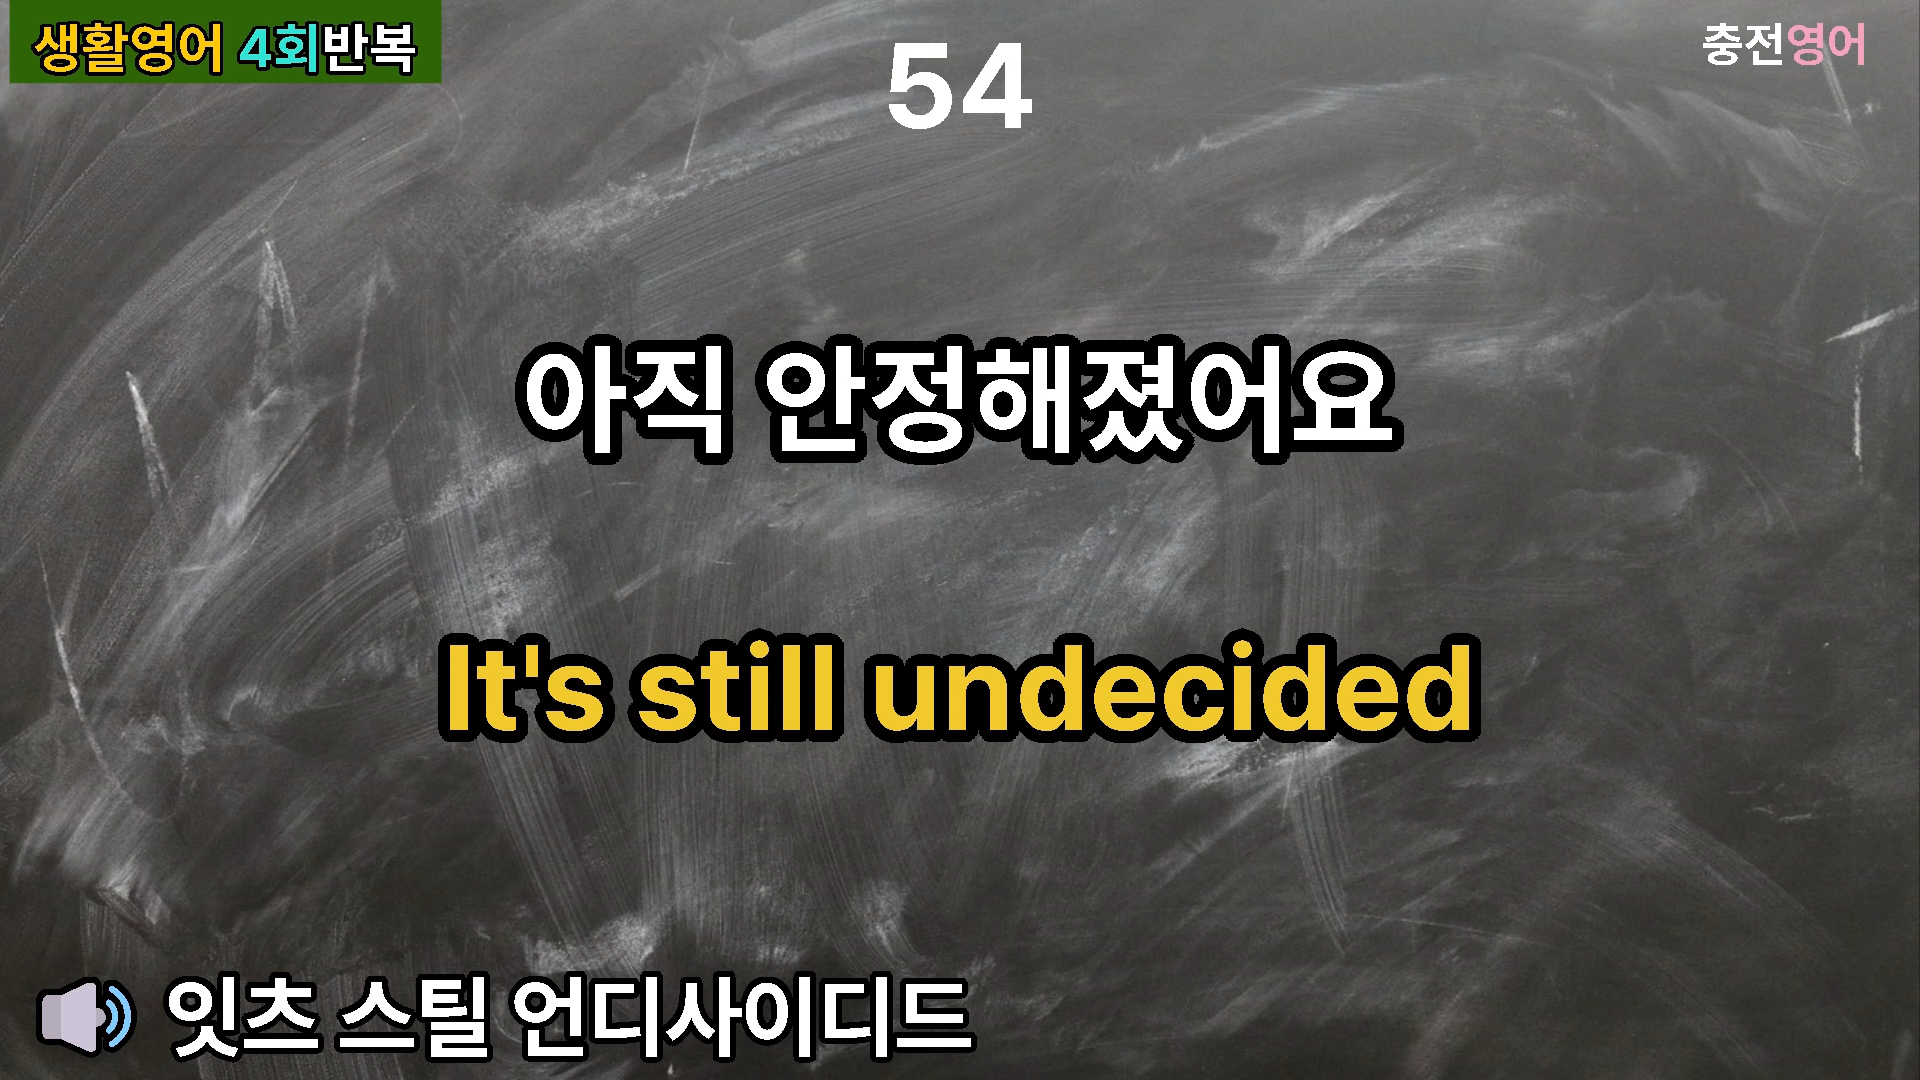 생활영어 4회반복
54
충전영어
아직 안정해졌어요
It's still undecided
잇츠 스틸 언디사이디드